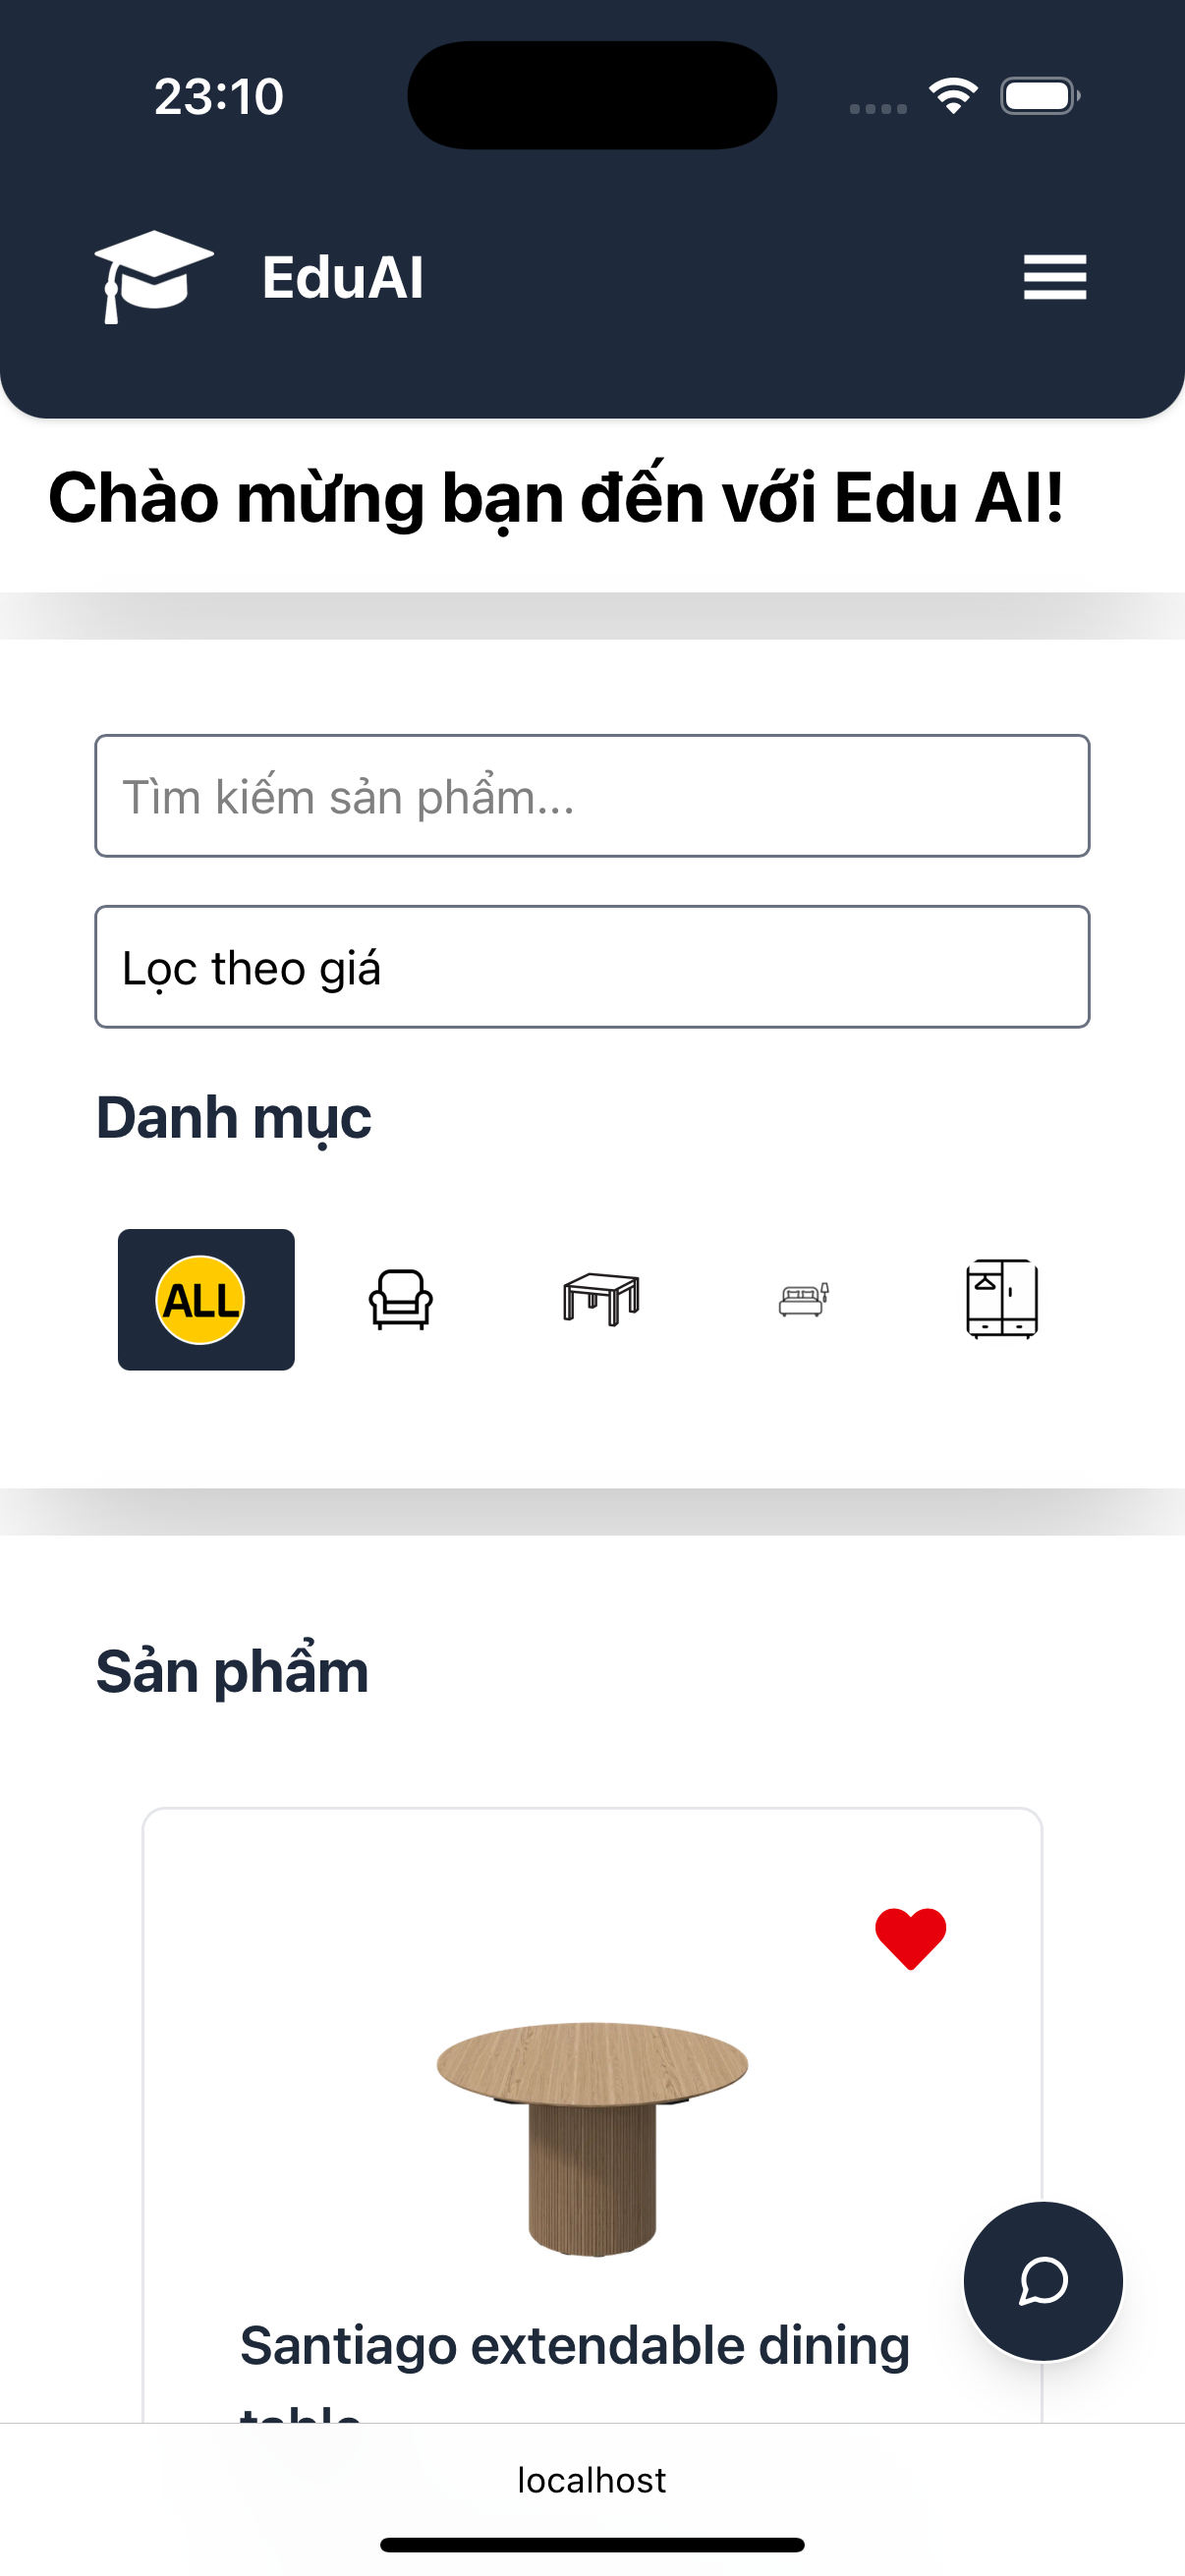 23:10
EduAI
Chào mừng bạn đến với Edu AI!
Tìm kiếm sản phẩm...
Lọc theo giá
Danh mục
ALL
Sản phẩm
Santiago extendable dining
table
localhost